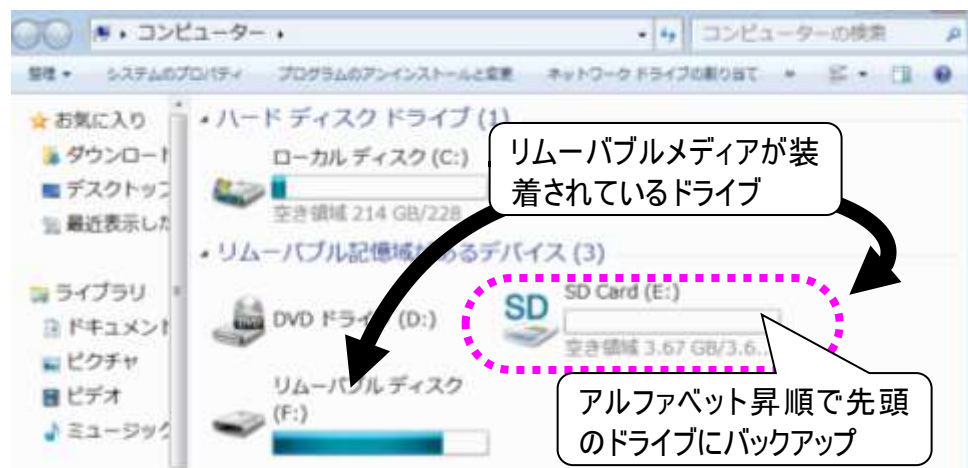 コンピューター
コンピューターの検索
整理
システムのプロパティ
プログラムのアンインストールと変更
ネットワーク ドライブの割り当て
»
お気に入り
ダウンロード
デスクトップ
最近表示した
ライブラリ
ドキュメント
ピクチャ
ビデオ
ミュージック
ハード ディスク ドライブ (1)
ローカル ディスク (C:)
空き領域 214 GB/228
リムーバブルメディアが装
着されているドライブ
リムーバブル記憶域があるデバイス (3)
DVD ドライブ (D:)
SD
SD Card (E:)
空き領域 3.67 GB/3.6...
リムーバブル ディスク
(F:)
アルファベット昇順で先頭
のドライブにバックアップ